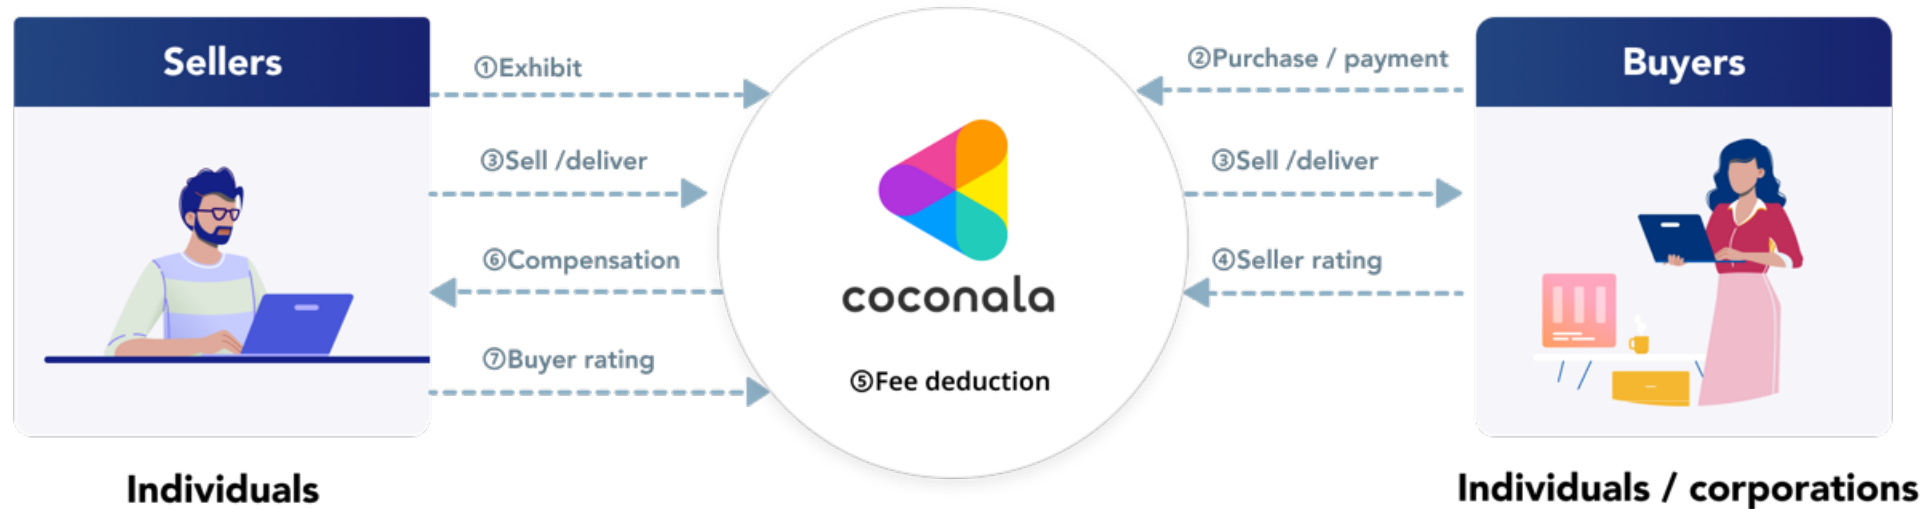 Sellers
①Exhibit
③Sell /deliver
⑥Compensation
⑦Buyer rating
Individuals
coconala
⑤Fee deduction
②Purchase / payment
③Sell /deliver
④Seller rating
Buyers
Individuals / corporations